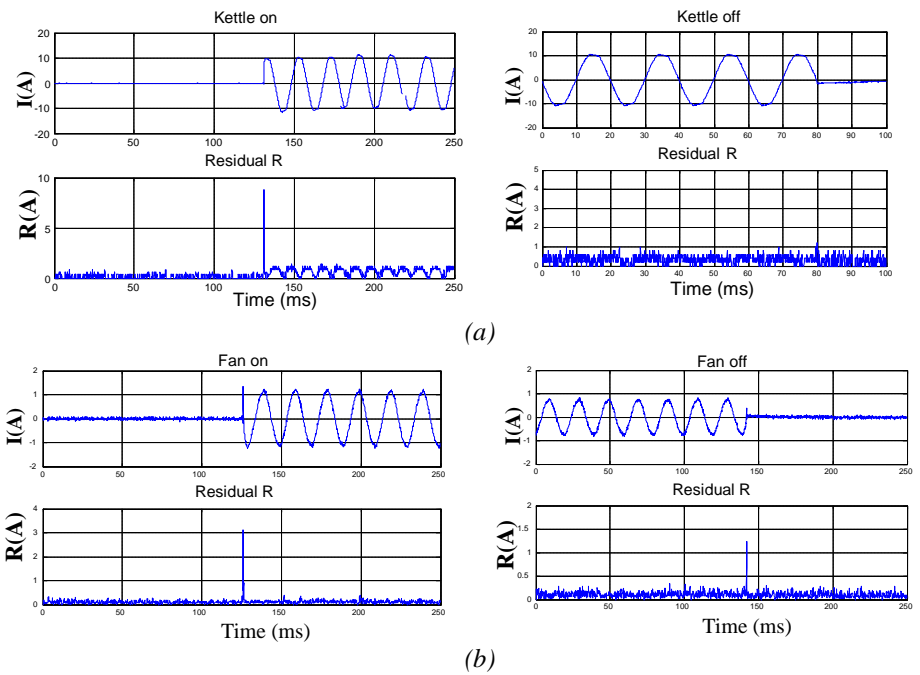 Kettle on
20
10
0
-10
-20
I(A)
0 50 100 150 200 250
Residual R
10
5
0
R(A)
0 50 100 150 200 250
Time (ms)
Kettle off
20
10
0
-10
-20
I(A)
0 10 20 30 40 50 60 70 80 90 100
Residual R
5
4
3
2
1
0
R(A)
0 10 20 30 40 50 60 70 80 90 100
Time (ms)
(a)
Fan on
2
1
0
-1
-2
I(A)
0 50 100 150 200 250
Residual R
4
3
2
1
0
R(A)
0 50 100 150 200 250
Time (ms)
Fan off
2
1
0
-1
-2
I(A)
0 50 100 150 200 250
Residual R
2
1.5
1
0.5
0
R(A)
0 50 100 150 200 250
Time (ms)
(b)